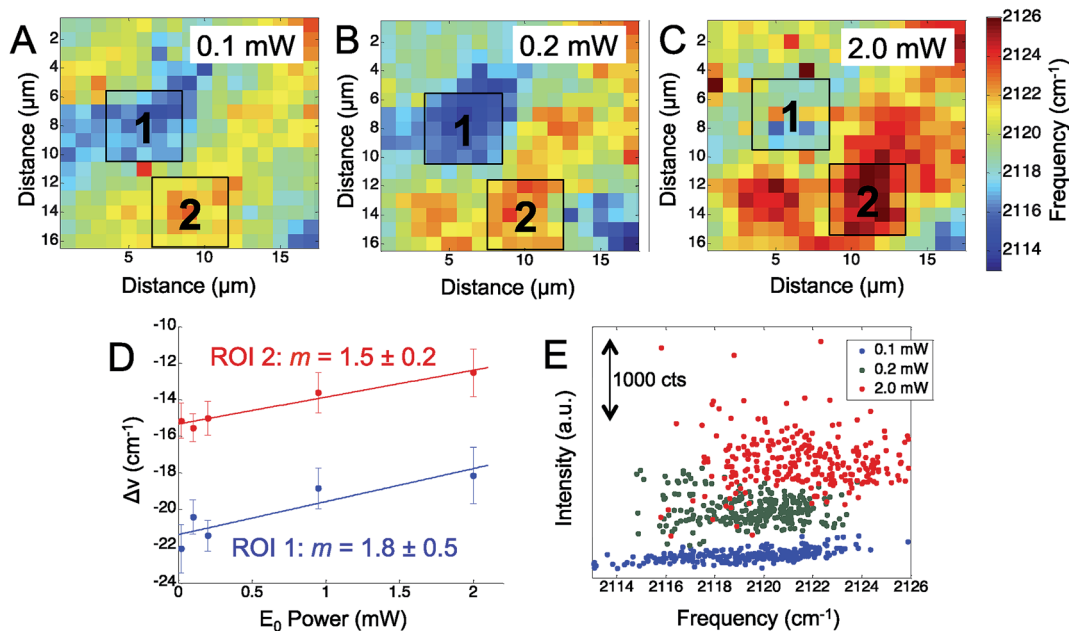 A
0.1 mW
Distance (µm)
2
4
6
8
10
12
14
16
1
2
5
10
15
Distance (µm)
B
0.2 mW
Distance (µm)
2
4
6
8
10
12
14
16
1
2
5
10
15
Distance (µm)
C
2.0 mW
Distance (µm)
2
4
6
8
10
12
14
16
1
2
5
10
15
Distance (µm)
2126
2124
2122
2120
2118
2116
2114
Frequency (cm⁻¹)
D
-10
-12
-14
-16
-18
-20
-22
-24
Δν (cm⁻¹)
ROI 2: m = 1.5 ± 0.2
ROI 1: m = 1.8 ± 0.5
0
0.5
1
1.5
2
E₀ Power (mW)
E
Intensity (a.u.)
1000 cts
0.1 mW
0.2 mW
2.0 mW
2114
2116
2118
2120
2122
2124
2126
Frequency (cm⁻¹)